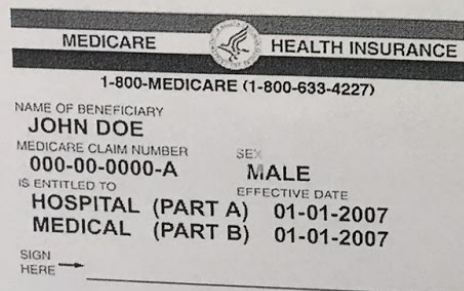 MEDICARE HEALTH INSURANCE
1-800-MEDICARE (1-800-633-4227)
NAME OF BENEFICIARY
JOHN DOE
MEDICARE CLAIM NUMBER SEX
000-00-0000-A MALE
IS ENTITLED TO EFFECTIVE DATE
HOSPITAL (PART A) 01-01-2007
MEDICAL (PART B) 01-01-2007
SIGN
HERE